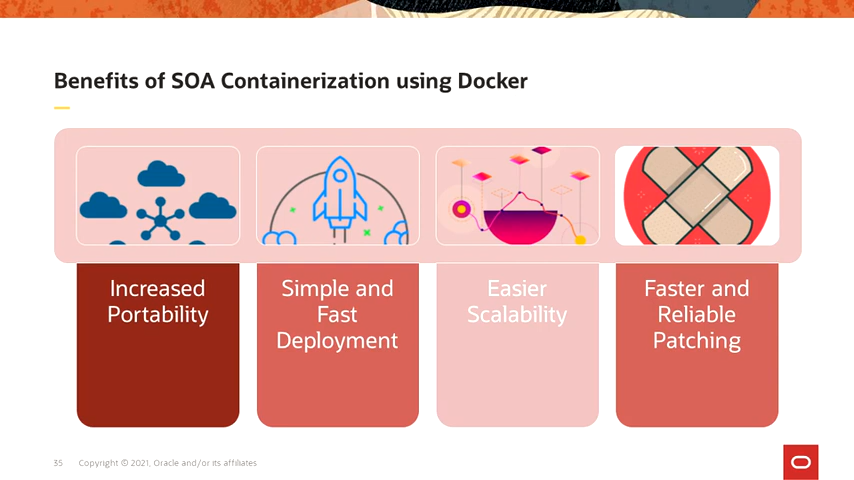 Benefits of SOA Containerization using Docker
Increased
Portability
Simple and
Fast
Deployment
Easier
Scalability
Faster and
Reliable
Patching
35 Copyright © 2021, Oracle and/or its affiliates